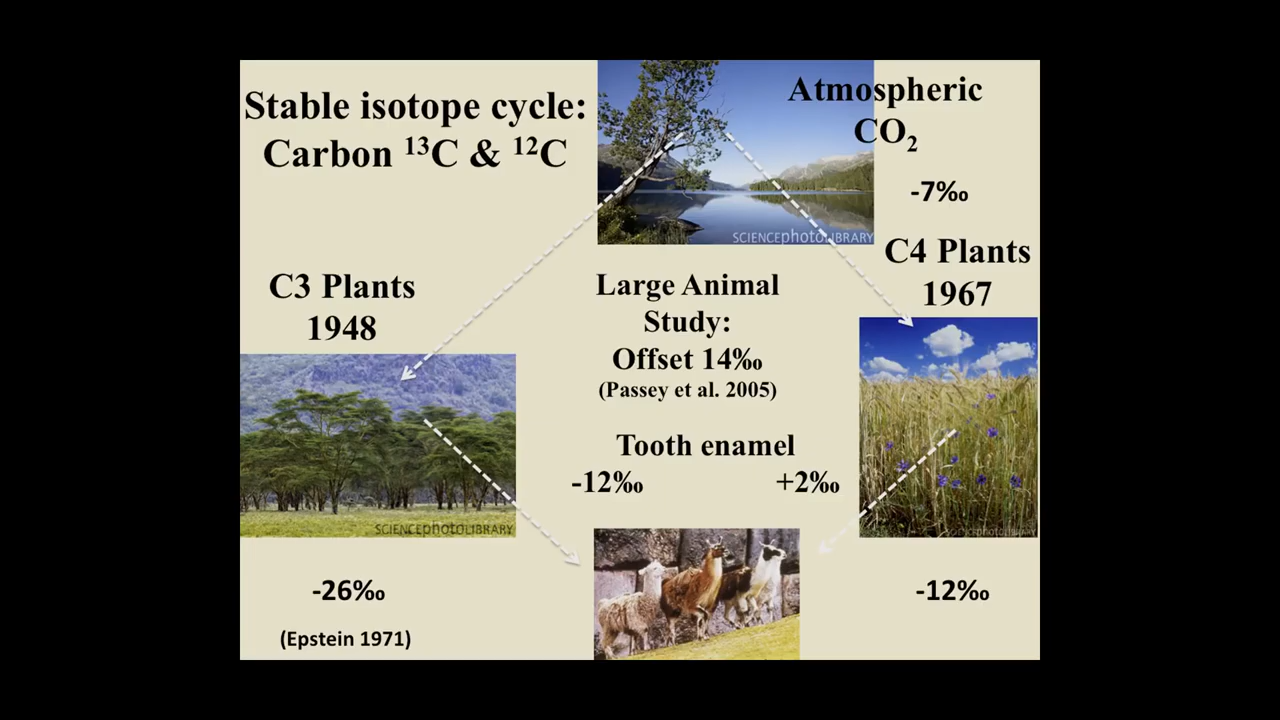 Stable isotope cycle:
Carbon ¹³C & ¹²C
Atmospheric
CO₂
-7‰
SCIENCEphotoLIBRARY
C4 Plants
1967
C3 Plants
1948
Large Animal
Study:
Offset 14‰
(Passey et al. 2005)
Tooth enamel
-12‰ +2‰
SCIENCEphotoLIBRARY
SCIENCEphotoLIBRARY
-26‰
(Epstein 1971)
-12‰